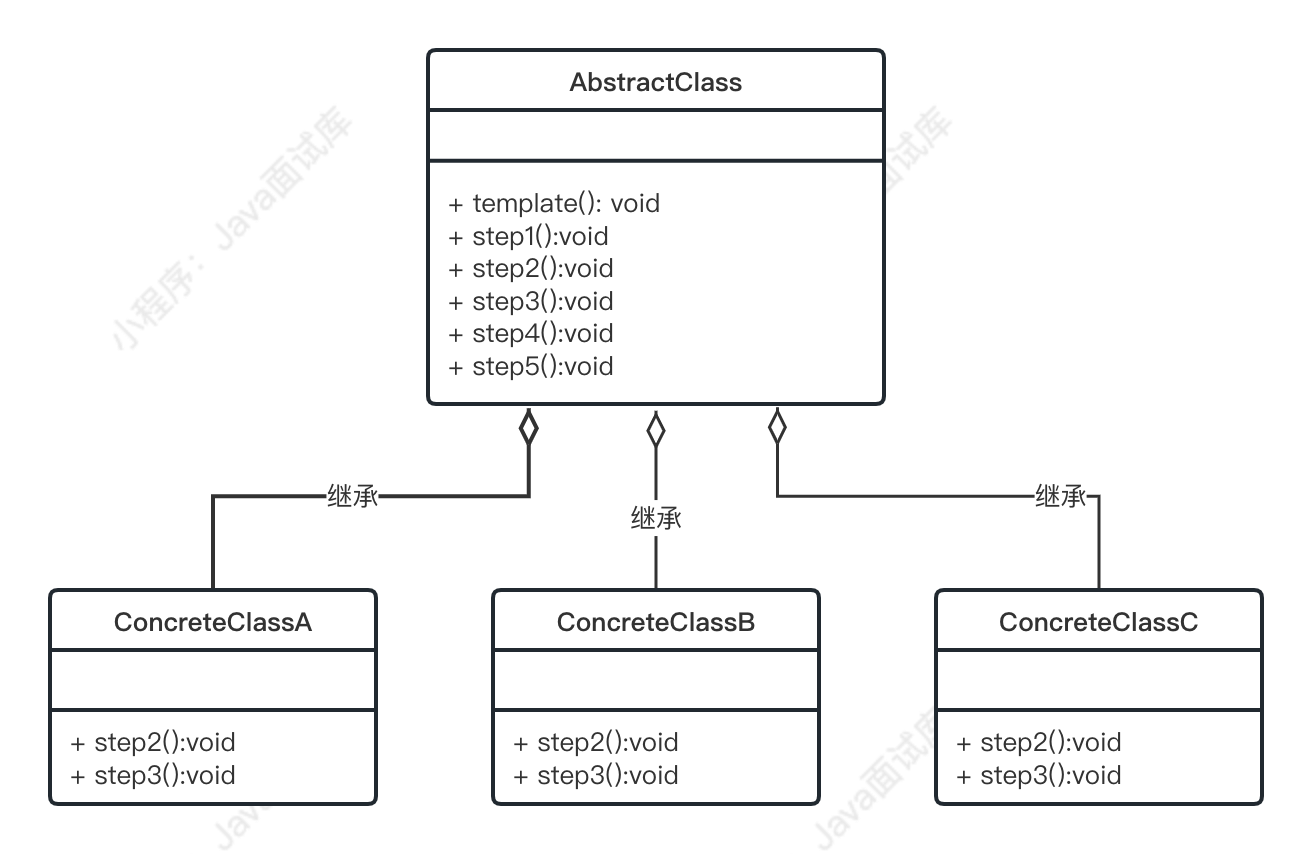 AbstractClass
+ template(): void
+ step1():void
+ step2():void
+ step3():void
+ step4():void
+ step5():void
小程序：Java面试库
面试库
继承
继承
继承
ConcreteClassA
+ step2():void
+ step3():void
ConcreteClassB
+ step2():void
+ step3():void
ConcreteClassC
+ step2():void
+ step3():void
Java
Java面试库